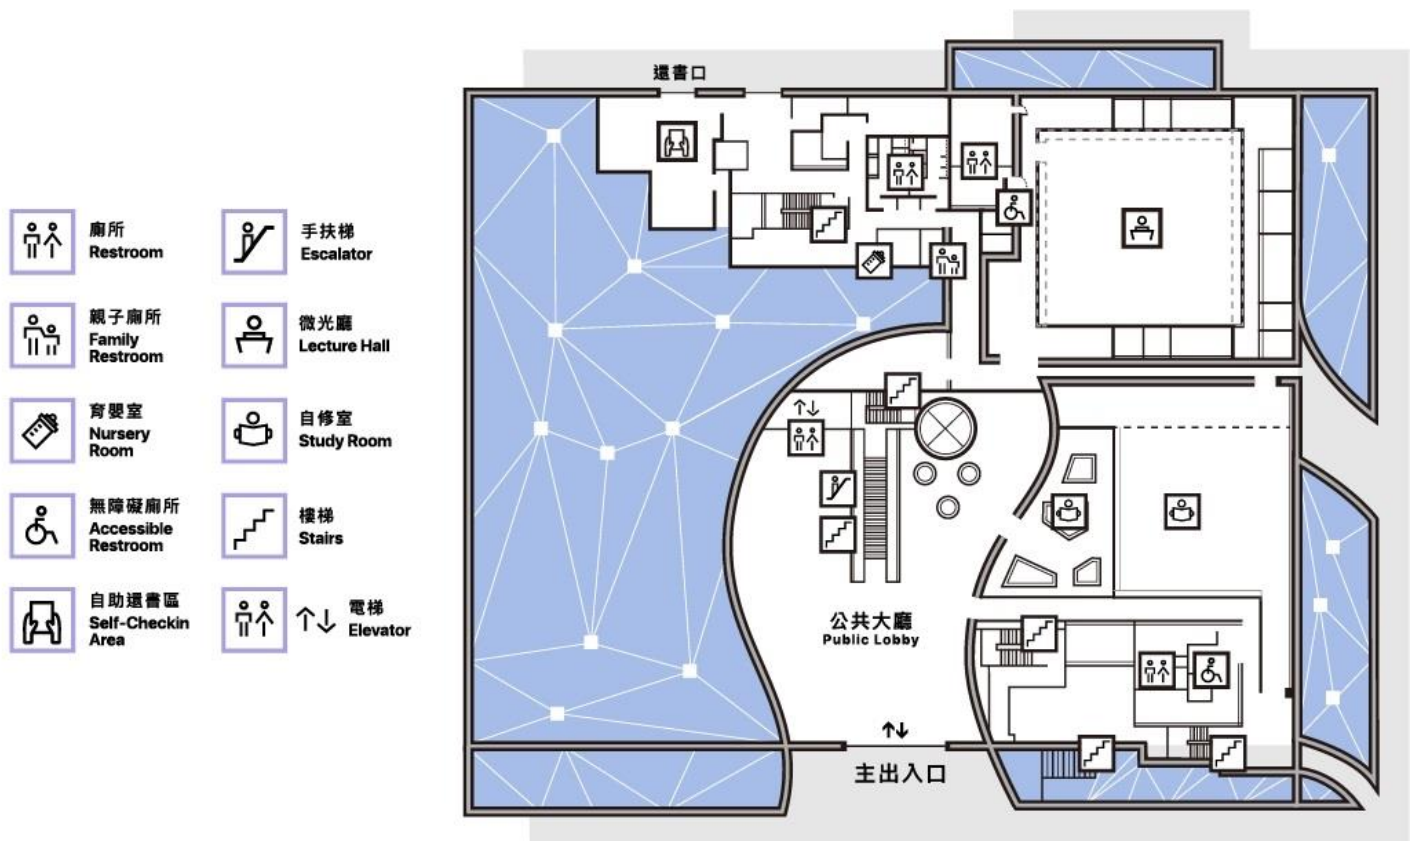 還書口
廁所
Restroom
手扶梯
Escalator
親子廁所
Family
Restroom
微光廳
Lecture Hall
育嬰室
Nursery
Room
自修室
Study Room
無障礙廁所
Accessible
Restroom
樓梯
Stairs
自助還書區
Self-Checkin
Area
電梯
Elevator
公共大廳
Public Lobby
主出入口